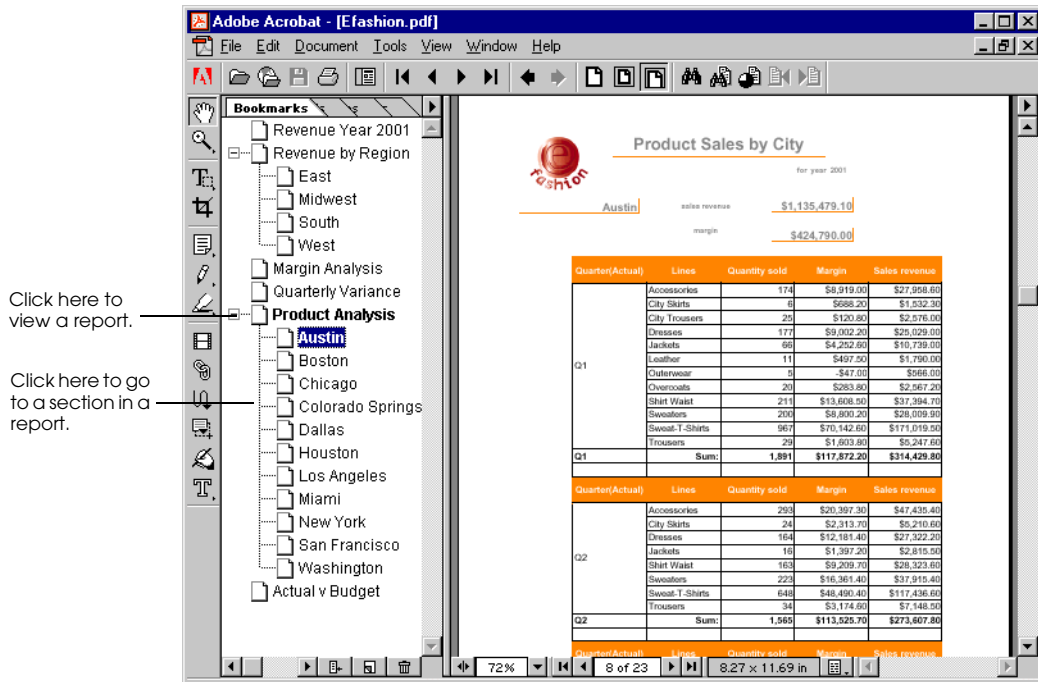 Adobe Acrobat - [Efashion.pdf]
File Edit Document Tools View Window Help
Bookmarks
Revenue Year 2001
Revenue by Region
East
Midwest
South
West
Margin Analysis
Quarterly Variance
Product Analysis
Austin
Boston
Chicago
Colorado Springs
Dallas
Houston
Los Angeles
Miami
New York
San Francisco
Washington
Actual v Budget
Click here to
view a report.
Click here to go
to a section in a
report.
e
fashion
Product Sales by City
for year 2001
Austin sales revenue $1,135,479.10
margin $424,790.00
Quarter(Actual) Lines Quantity sold Margin Sales revenue
Accessories 174 $8,919.00 $27,958.60
City Skirts 6 $688.20 $1,532.30
City Trousers 25 $120.80 $2,576.00
Dresses 177 $9,002.20 $25,029.00
Jackets 66 $4,252.60 $10,739.00
Leather 11 $497.50 $1,790.00
Q1
Outerwear 5 -$47.00 $566.00
Overcoats 20 $283.80 $2,567.20
Shirt Waist 211 $13,608.50 $37,394.70
Sweaters 200 $8,800.20 $28,009.90
Sweat-T-Shirts 967 $70,142.60 $171,019.50
Trousers 29 $1,603.80 $5,247.60
Q1 Sum: 1,891 $117,872.20 $314,429.80
Quarter(Actual) Lines Quantity sold Margin Sales revenue
Accessories 293 $20,397.30 $47,435.40
City Skirts 24 $2,313.70 $5,210.60
Dresses 164 $12,181.40 $27,322.20
Jackets 16 $1,397.20 $2,815.50
Q2
Shirt Waist 163 $9,209.70 $28,323.60
Sweaters 223 $16,361.40 $37,915.40
Sweat-T-Shirts 648 $48,490.40 $117,436.60
Trousers 34 $3,174.60 $7,148.50
Q2 Sum: 1,565 $113,525.70 $273,607.80
Quarter(Actual) Lines Quantity sold Margin Sales revenue
72% 8 of 23 8.27 × 11.69 in